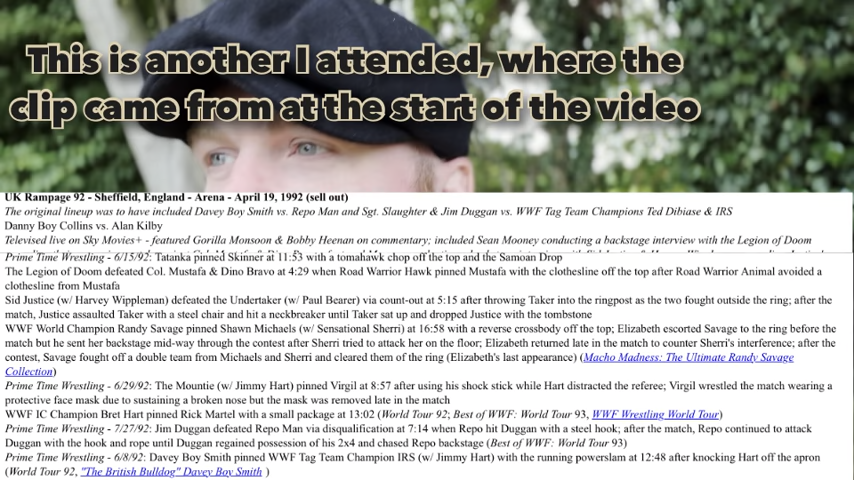 This is another I attended, where the
clip came from at the start of the video
UK Rampage 92 - Sheffield, England - Arena - April 19, 1992 (sell out)
The original lineup was to have included Davey Boy Smith vs. Repo Man and Sgt. Slaughter & Jim Duggan vs. WWF Tag Team Champions Ted Dibiase & IRS
Danny Boy Collins vs. Alan Kilby
Televised live on Sky Movies+ - featured Gorilla Monsoon & Bobby Heenan on commentary; included Sean Mooney conducting a backstage interview with the Legion of Doom
Prime Time Wrestling - 6/15/92: Tatanka pinned Skinner at 11:53 with a tomahawk chop off the top and the Samoan Drop
The Legion of Doom defeated Col. Mustafa & Dino Bravo at 4:29 when Road Warrior Hawk pinned Mustafa with the clothesline off the top after Road Warrior Animal avoided a
clothesline from Mustafa
Sid Justice (w/ Harvey Wippleman) defeated the Undertaker (w/ Paul Bearer) via count-out at 5:15 after throwing Taker into the ringpost as the two fought outside the ring; after the
match, Justice assaulted Taker with a steel chair and hit a neckbreaker until Taker sat up and dropped Justice with the tombstone
WWF World Champion Randy Savage pinned Shawn Michaels (w/ Sensational Sherri) at 16:58 with a reverse crossbody off the top; Elizabeth escorted Savage to the ring before the
match but he sent her backstage mid-way through the contest after Sherri tried to attack her on the floor; Elizabeth returned late in the match to counter Sherri's interference; after the
contest, Savage fought off a double team from Michaels and Sherri and cleared them of the ring (Elizabeth's last appearance) (Macho Madness: The Ultimate Randy Savage
Collection)
Prime Time Wrestling - 6/29/92: The Mountie (w/ Jimmy Hart) pinned Virgil at 8:57 after using his shock stick while Hart distracted the referee; Virgil wrestled the match wearing a
protective face mask due to sustaining a broken nose but the mask was removed late in the match
WWF IC Champion Bret Hart pinned Rick Martel with a small package at 13:02 (World Tour 92; Best of WWF: World Tour 93, WWF Wrestling World Tour)
Prime Time Wrestling - 7/27/92: Jim Duggan defeated Repo Man via disqualification at 7:14 when Repo hit Duggan with a steel hook; after the match, Repo continued to attack
Duggan with the hook and rope until Duggan regained possession of his 2x4 and chased Repo backstage (Best of WWF: World Tour 93)
Prime Time Wrestling - 6/8/92: Davey Boy Smith pinned WWF Tag Team Champion IRS (w/ Jimmy Hart) with the running powerslam at 12:48 after knocking Hart off the apron
(World Tour 92, "The British Bulldog" Davey Boy Smith )